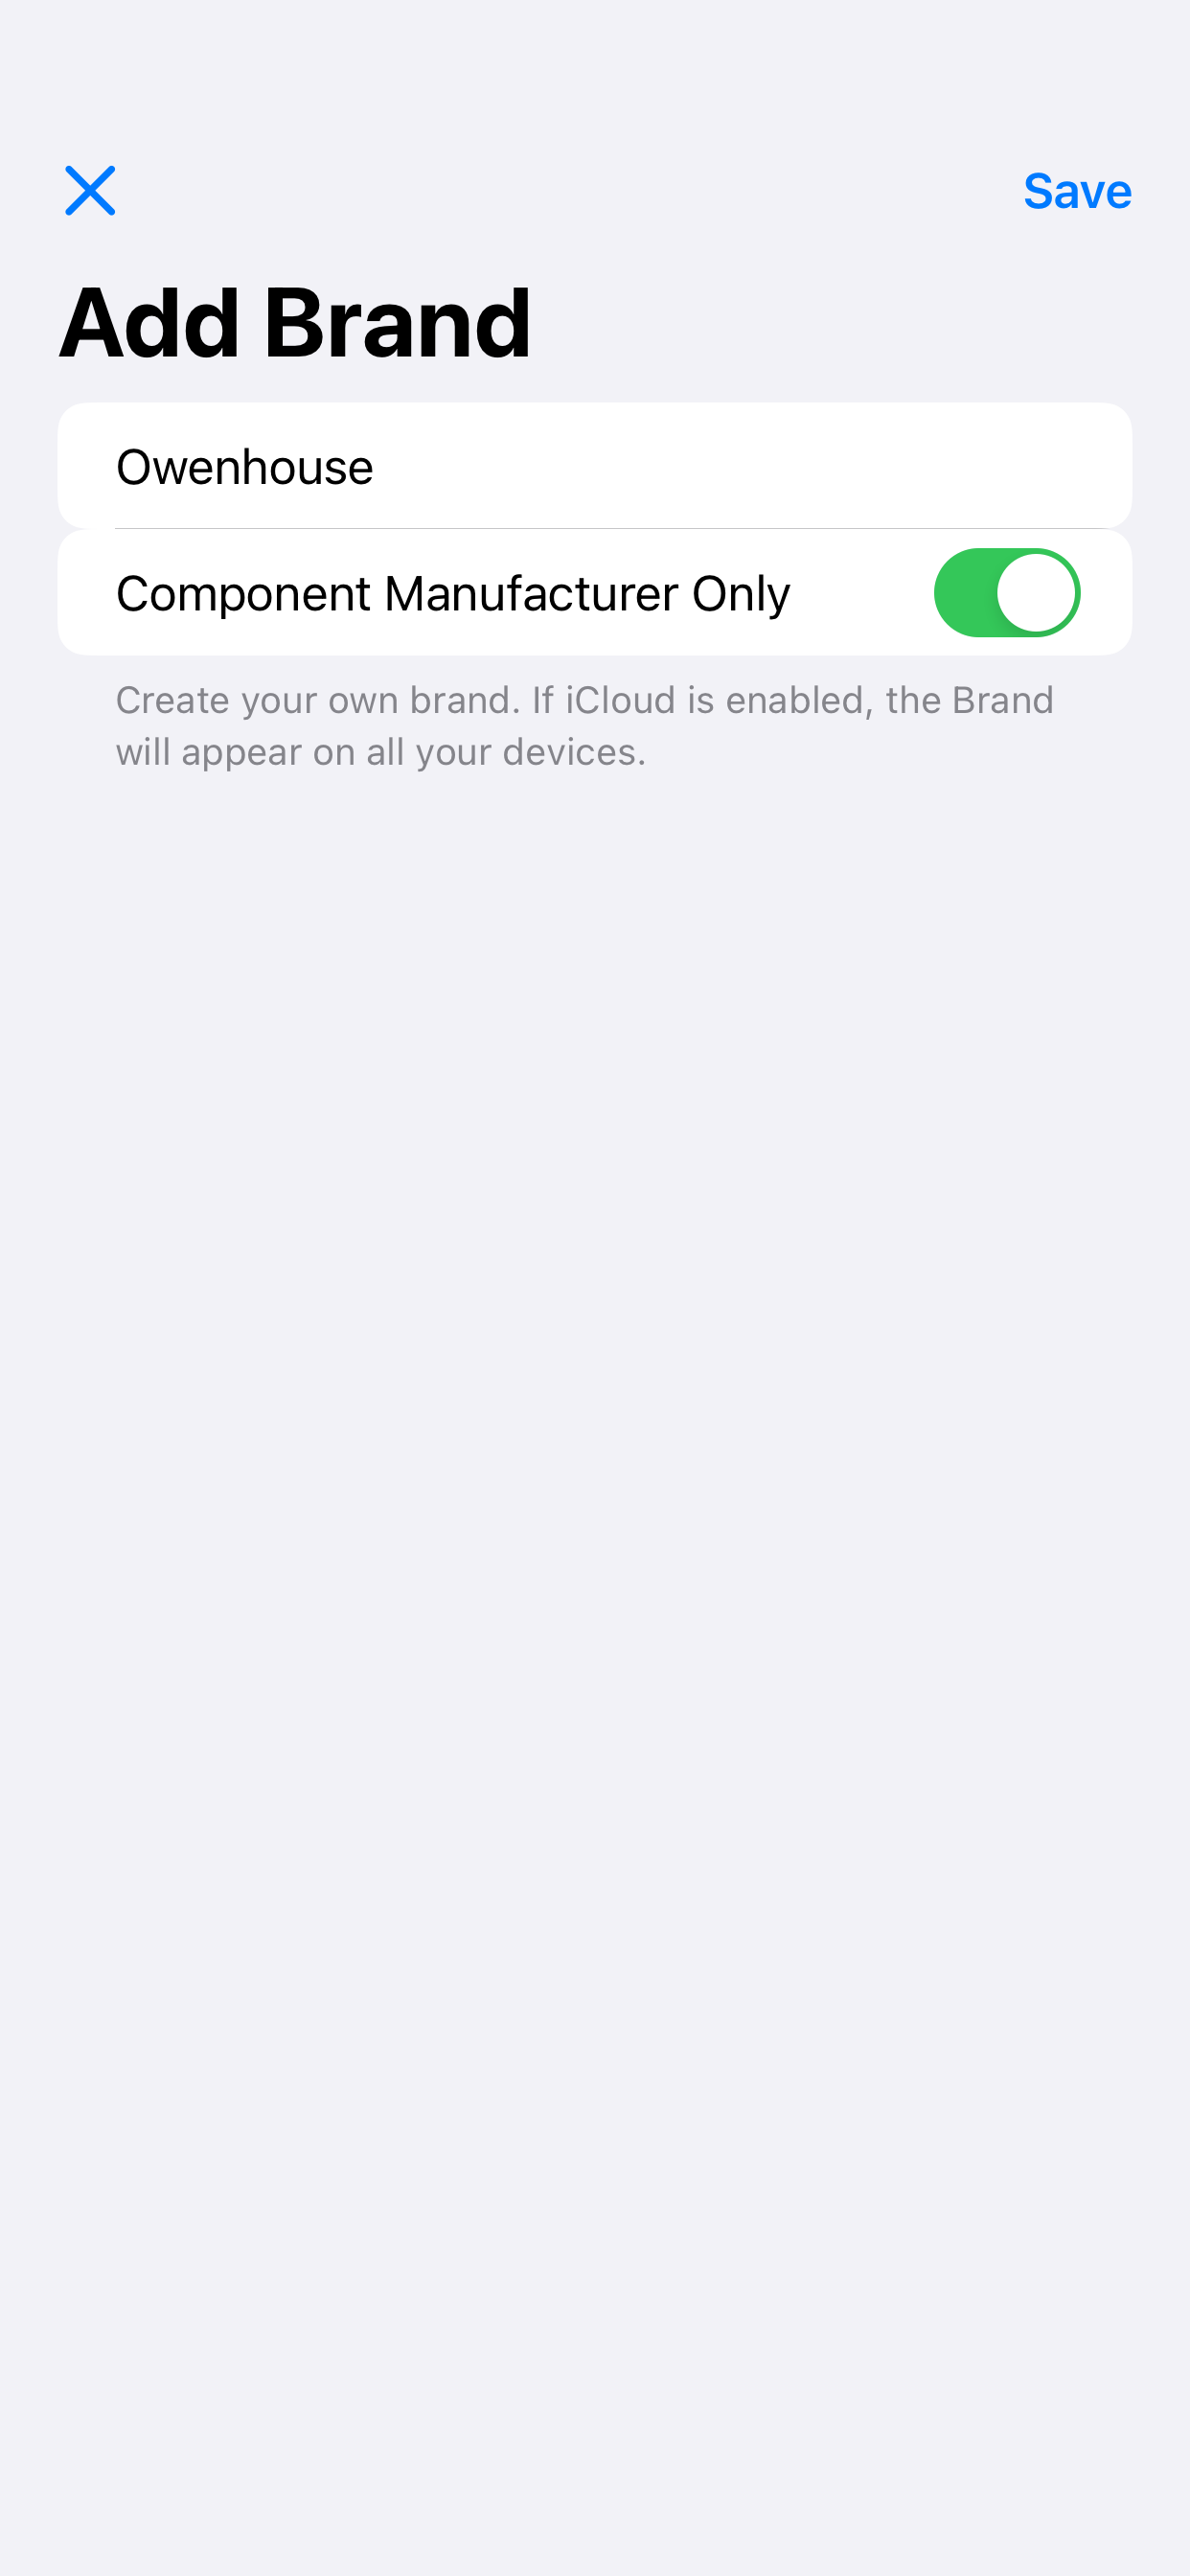 Save
Add Brand
Owenhouse
Component Manufacturer Only
Create your own brand. If iCloud is enabled, the Brand
will appear on all your devices.